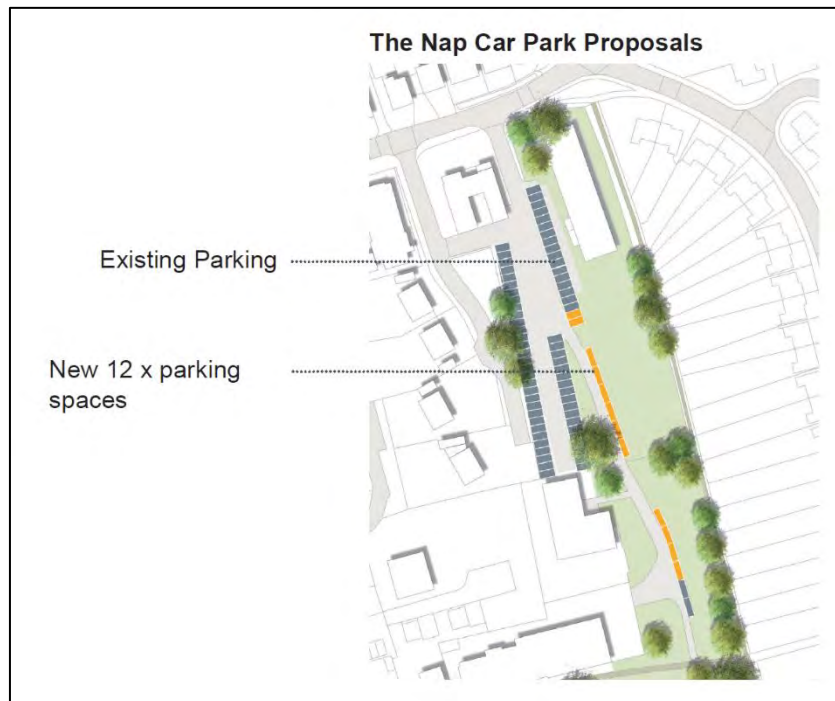 The Nap Car Park Proposals
Existing Parking
New 12 x parking
spaces